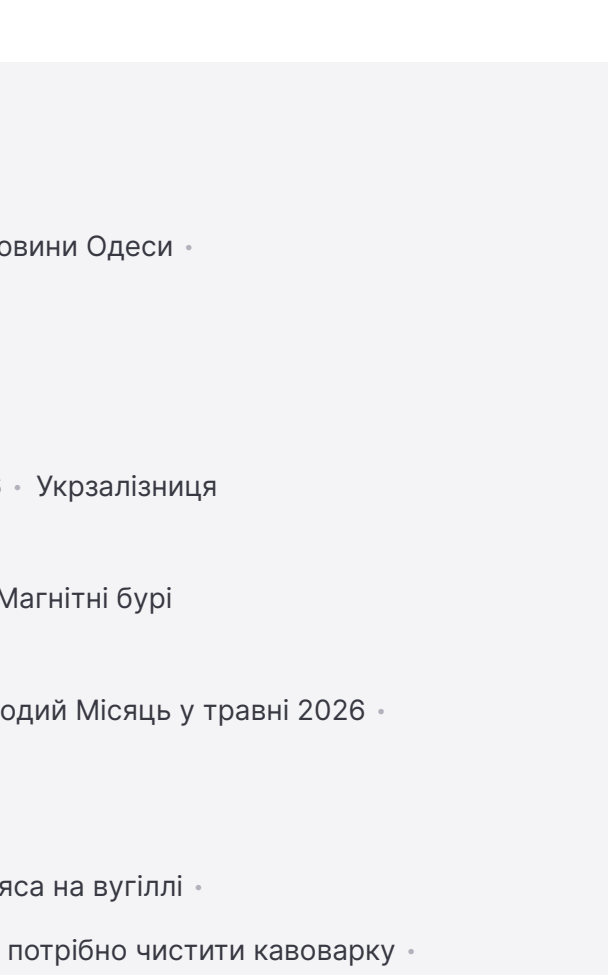 овини Одеси •
• Укрзалізниця
Магнітні бурі
одий Місяць у травні 2026 •
яса на вугіллі •
потрібно чистити кавоварку •